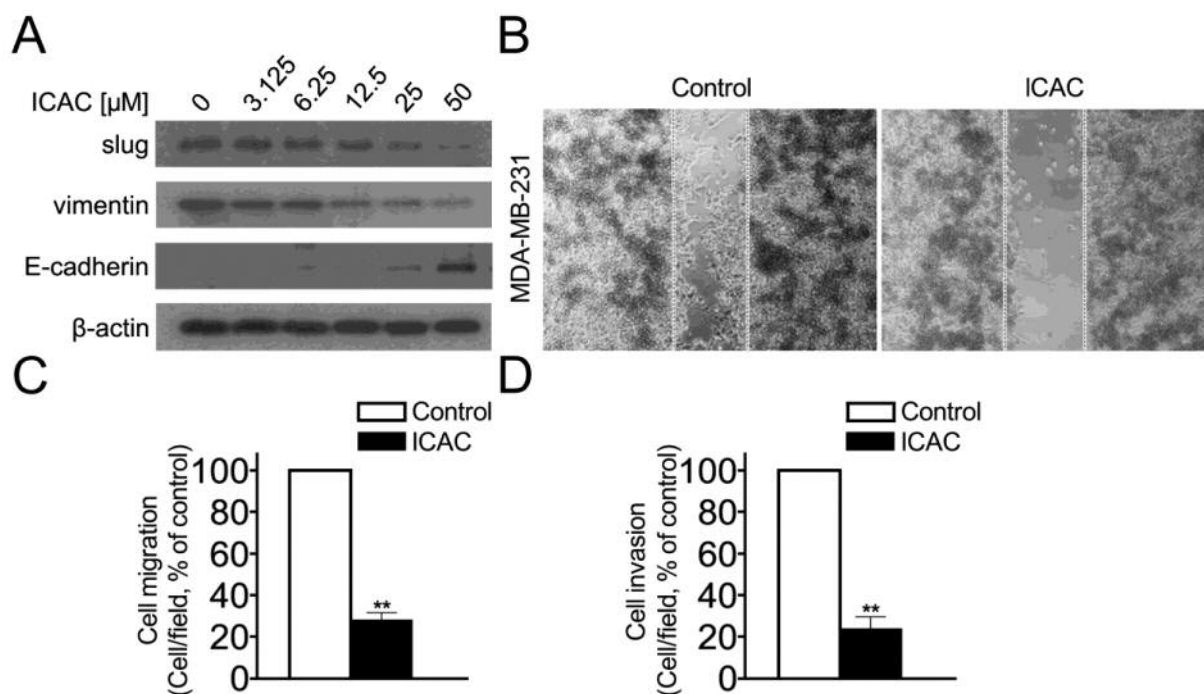 A
ICAC [µM] 0 3.125 6.25 12.5 25 50
slug
vimentin
E-cadherin
β-actin
B
Control ICAC
MDA-MB-231
C
Control
ICAC
Cell migration
(Cell/field, % of control)
100
80
60
40
20
0
**
D
Control
ICAC
Cell invasion
(Cell/field, % of control)
100
80
60
40
20
0
**